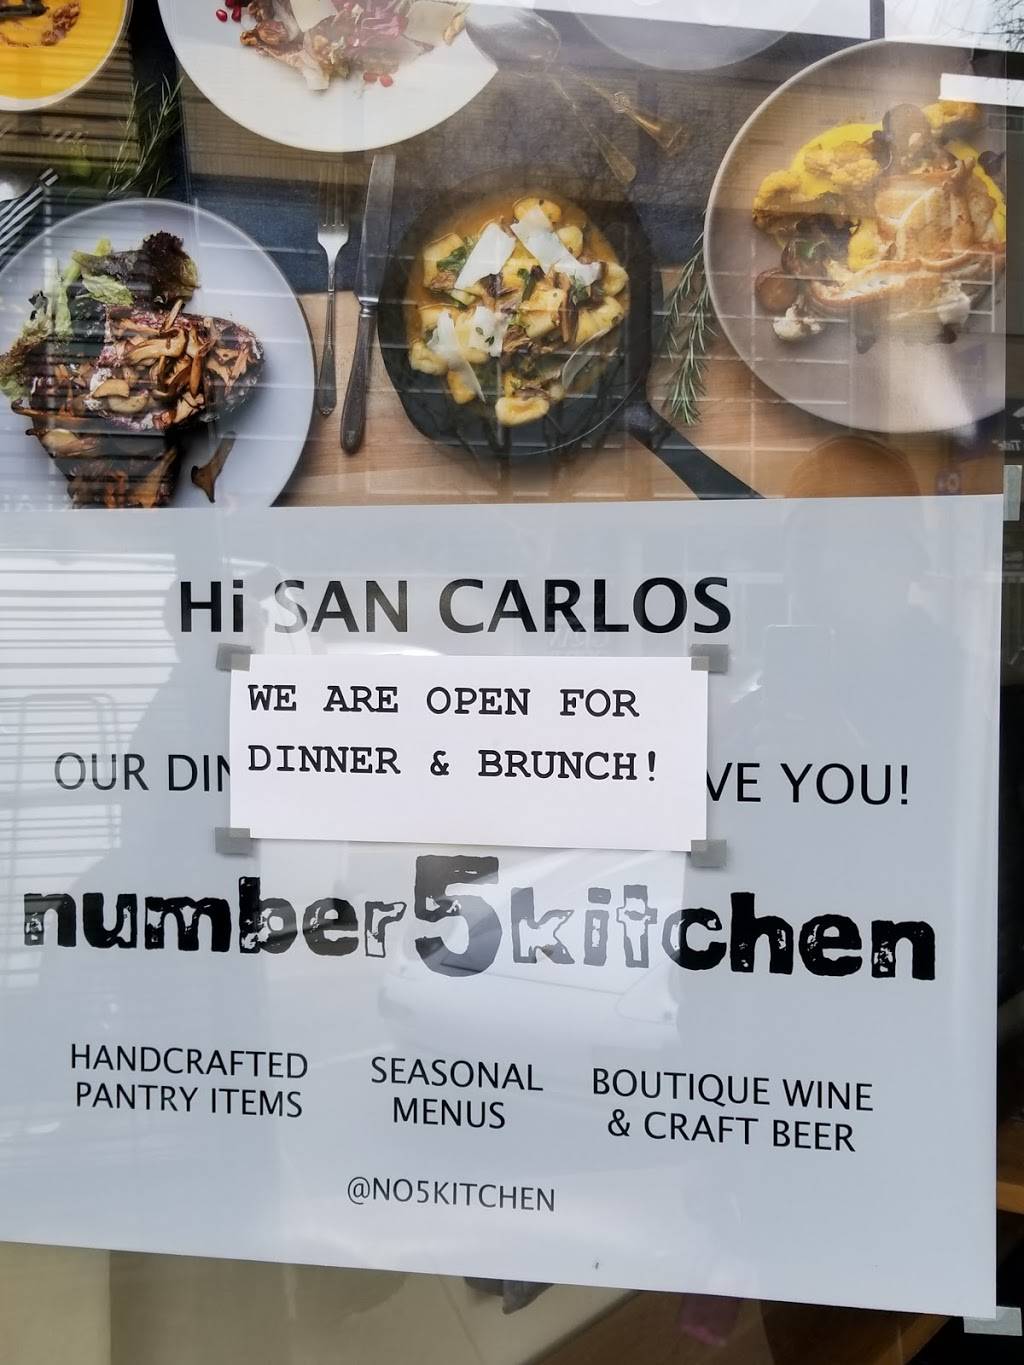 Hi SAN CARLOS
WE ARE OPEN FOR
DINNER & BRUNCH!
OUR DIN VE YOU!
number5kitchen
HANDCRAFTED
PANTRY ITEMS
SEASONAL
MENUS
BOUTIQUE WINE
& CRAFT BEER
@NO5KITCHEN